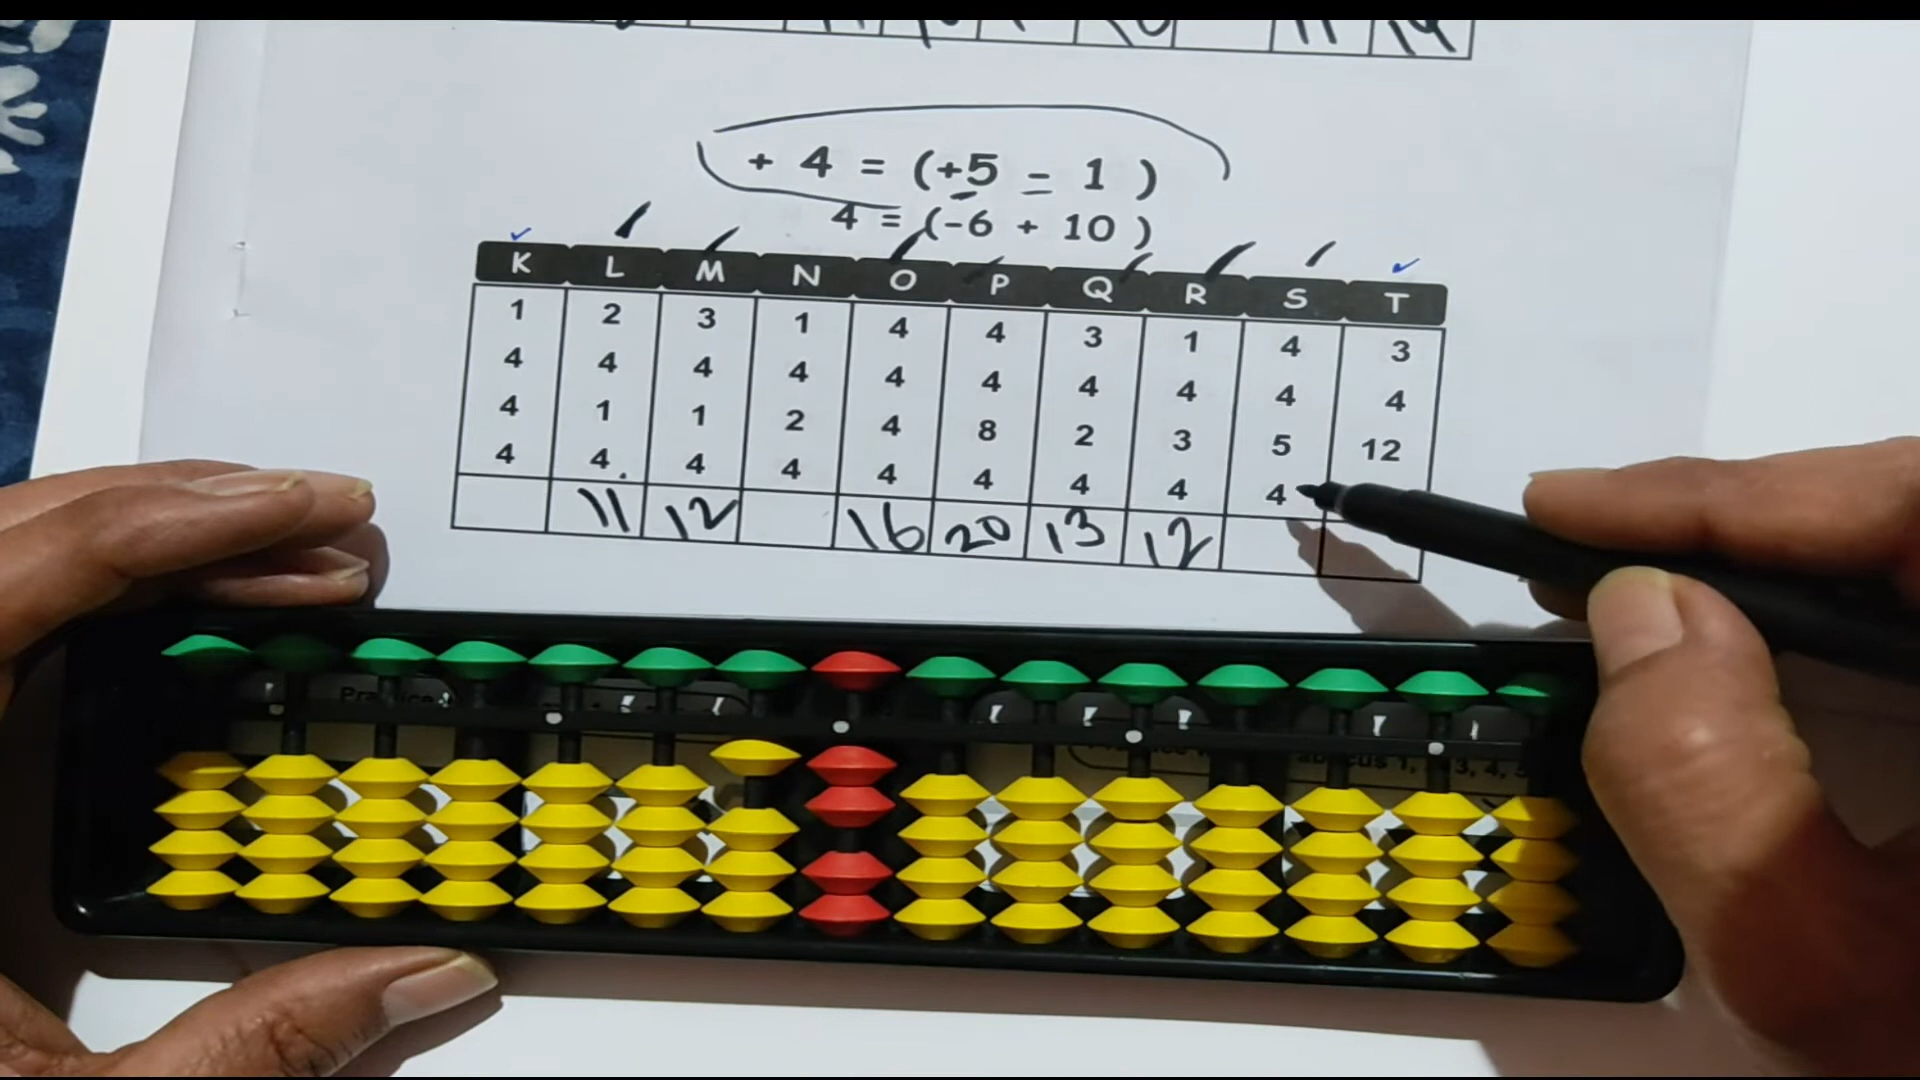 + 4 = (+5 - 1 )
4 = (-6 + 10 )
K L M N O P Q R S T
1 2 3 1 4 4 3 1 4 3
4 4 4 4 4 4 4 4 4 4
4 1 1 2 4 8 2 3 5 12
4 4 4 4 4 4 4 4 4
11 12 16 20 13 12